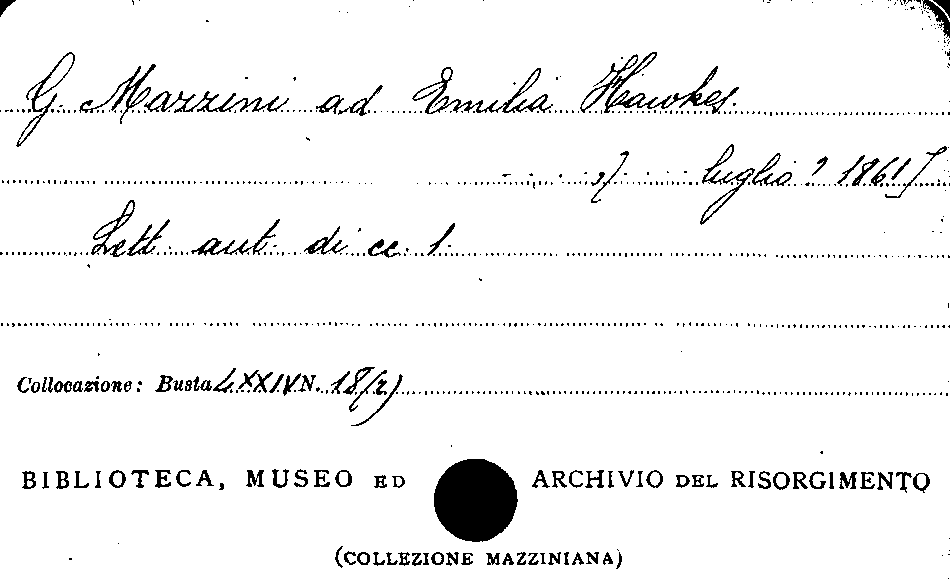 G. Mazzini ad Emilia Hawkes.
luglio? 1861].
Lett. aut. di cc. 1.
Collocazione: Busta LXXIV N. 18(2)
BIBLIOTECA, MUSEO ED ARCHIVIO DEL RISORGIMENTO
(COLLEZIONE MAZZINIANA)